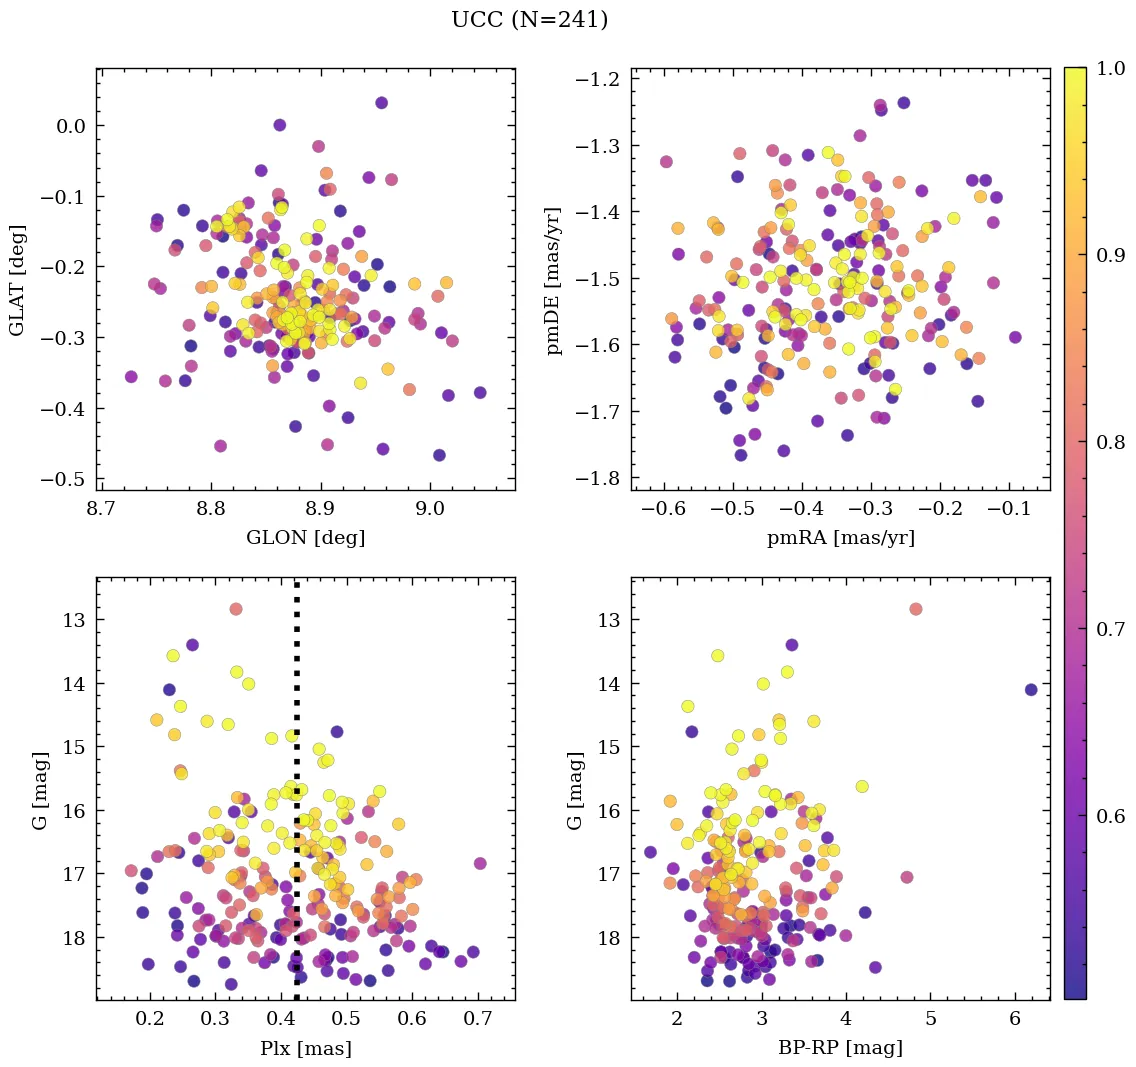 UCC (N=241)
0.0
−0.1
−0.2
−0.3
−0.4
−0.5
GLAT [deg]
8.7 8.8 8.9 9.0
GLON [deg]
−1.2
−1.3
−1.4
−1.5
−1.6
−1.7
−1.8
pmDE [mas/yr]
−0.6 −0.5 −0.4 −0.3 −0.2 −0.1
pmRA [mas/yr]
1.0
0.9
0.8
0.7
0.6
13
14
15
16
17
18
G [mag]
0.2 0.3 0.4 0.5 0.6 0.7
Plx [mas]
13
14
15
16
17
18
G [mag]
2 3 4 5 6
BP-RP [mag]